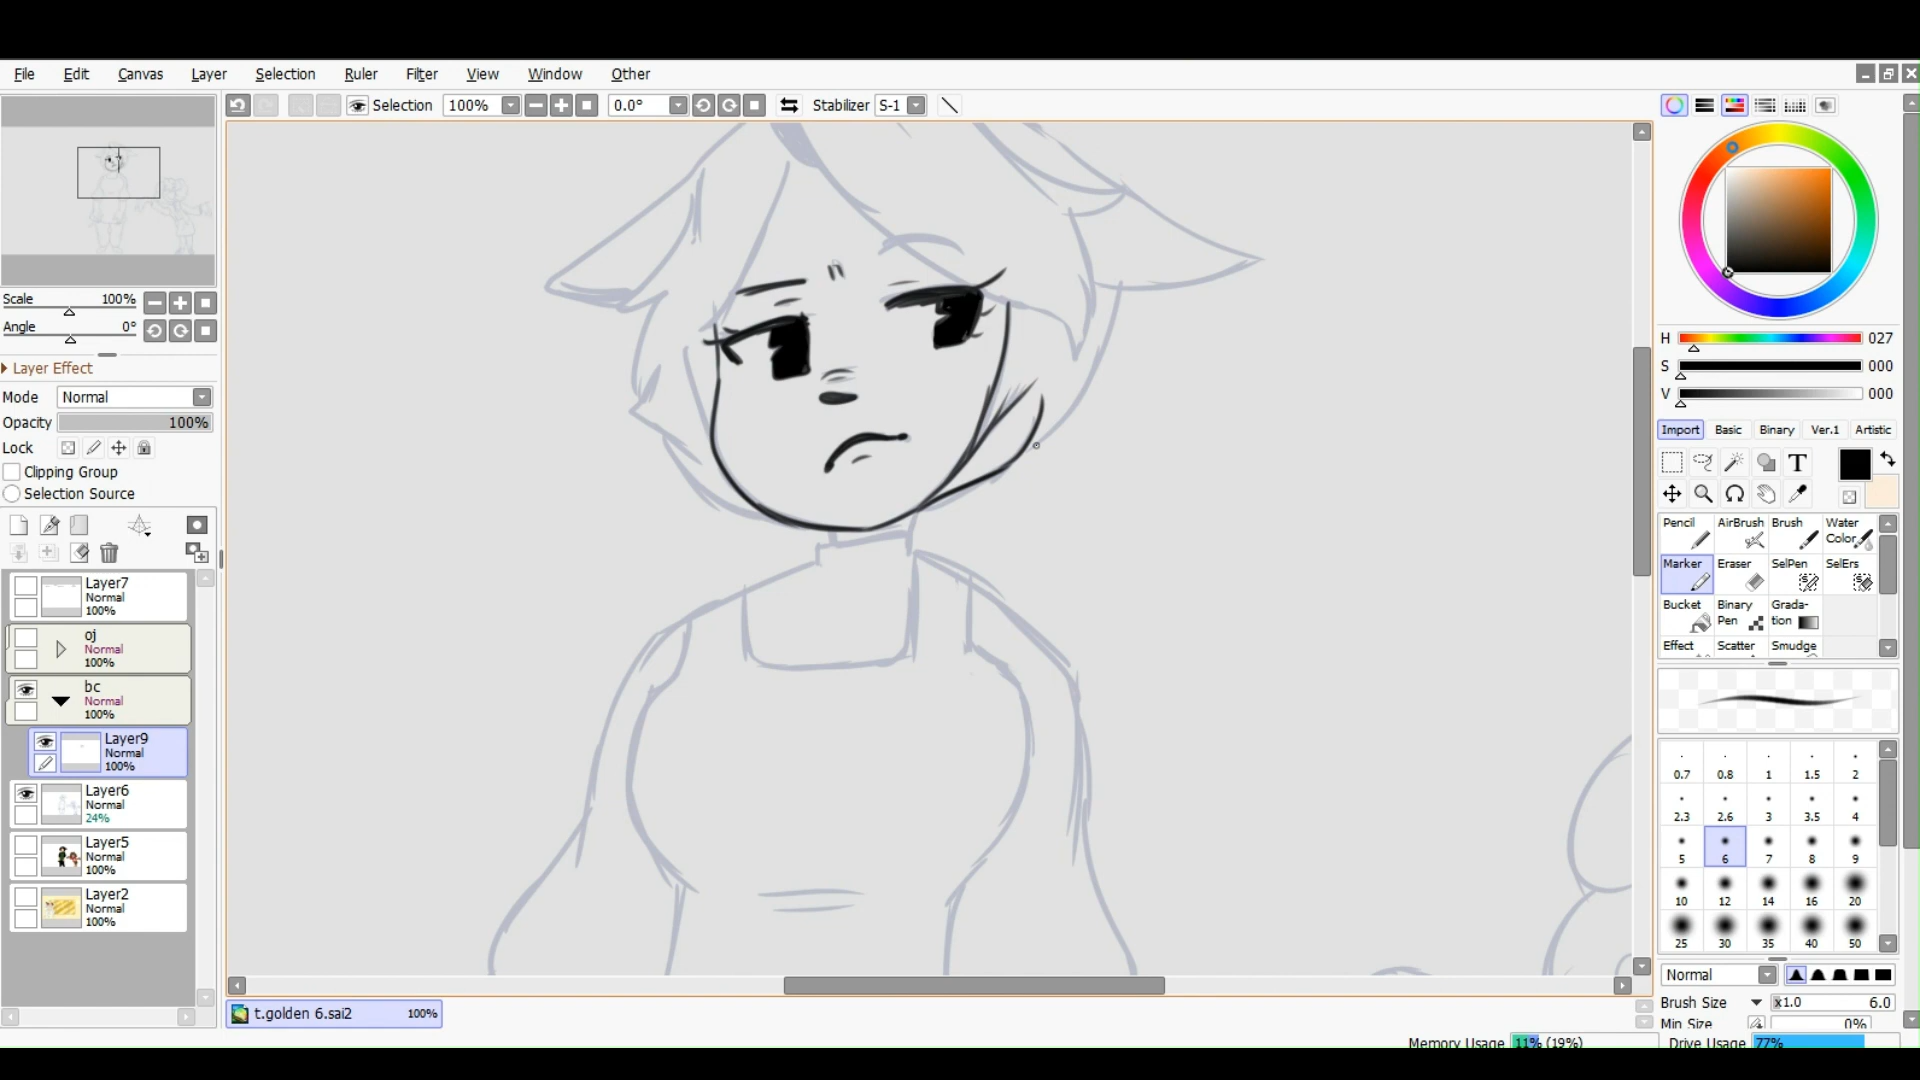 File Edit Canvas Layer Selection Ruler Filter View Window Other
Selection 100% 0.0° Stabilizer S-1
Scale 100%
Angle 0°
Layer Effect
Mode Normal
Opacity 100%
Lock
Clipping Group
Selection Source
Layer7
Normal
100%
oj
Normal
100%
bc
Normal
100%
Layer9
Normal
100%
Layer6
Normal
24%
Layer5
Normal
100%
Layer2
Normal
100%
t.golden 6.sai2 100%
H 027
S 000
V 000
Import Basic Binary Ver.1 Artistic
T
Pencil AirBrush Brush Water Color
Marker Eraser SelPen SelErs
Bucket Binary Pen Grada-tion
Effect Scatter Smudge
0.7 0.8 1 1.5 2
2.3 2.6 3 3.5 4
5 6 7 8 9
10 12 14 16 20
25 30 35 40 50
Normal
Brush Size x1.0 6.0
Min Size 0%
Memory Usage 11% (19%) Drive Usage 77%